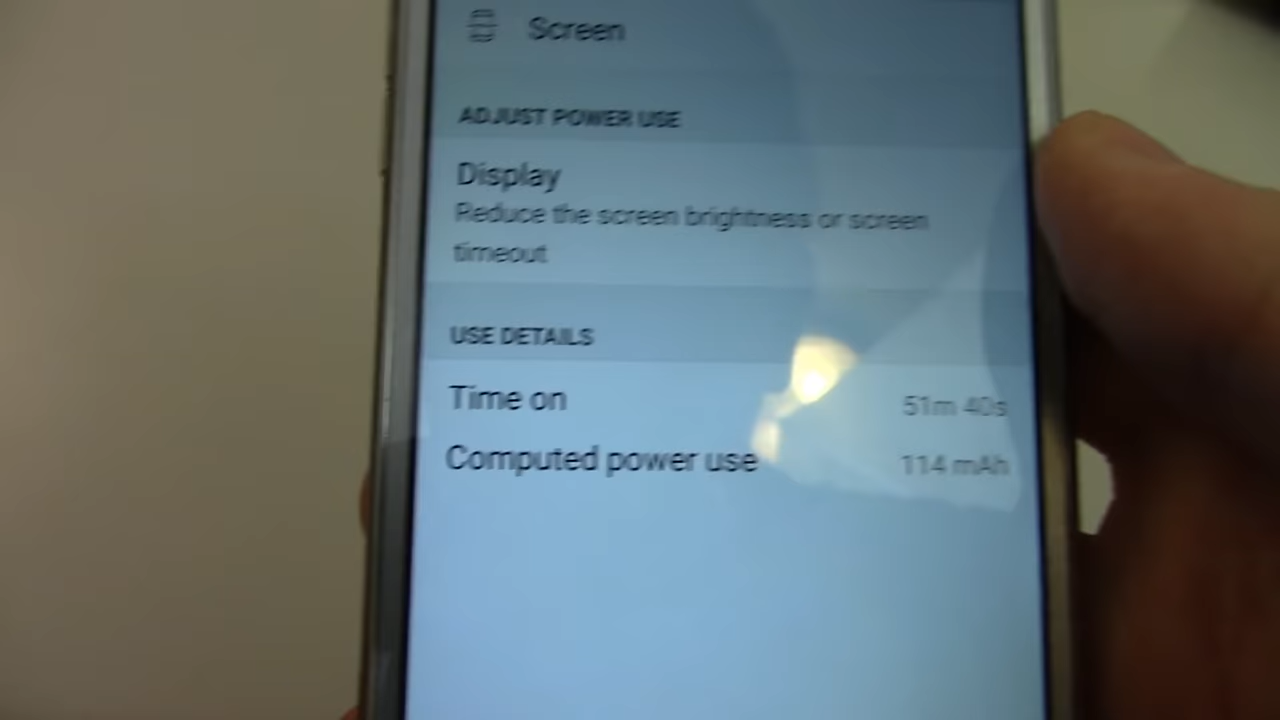 Screen
ADJUST POWER USE
Display
Reduce the screen brightness or screen
timeout
USE DETAILS
Time on 51m 40s
Computed power use 114 mAh